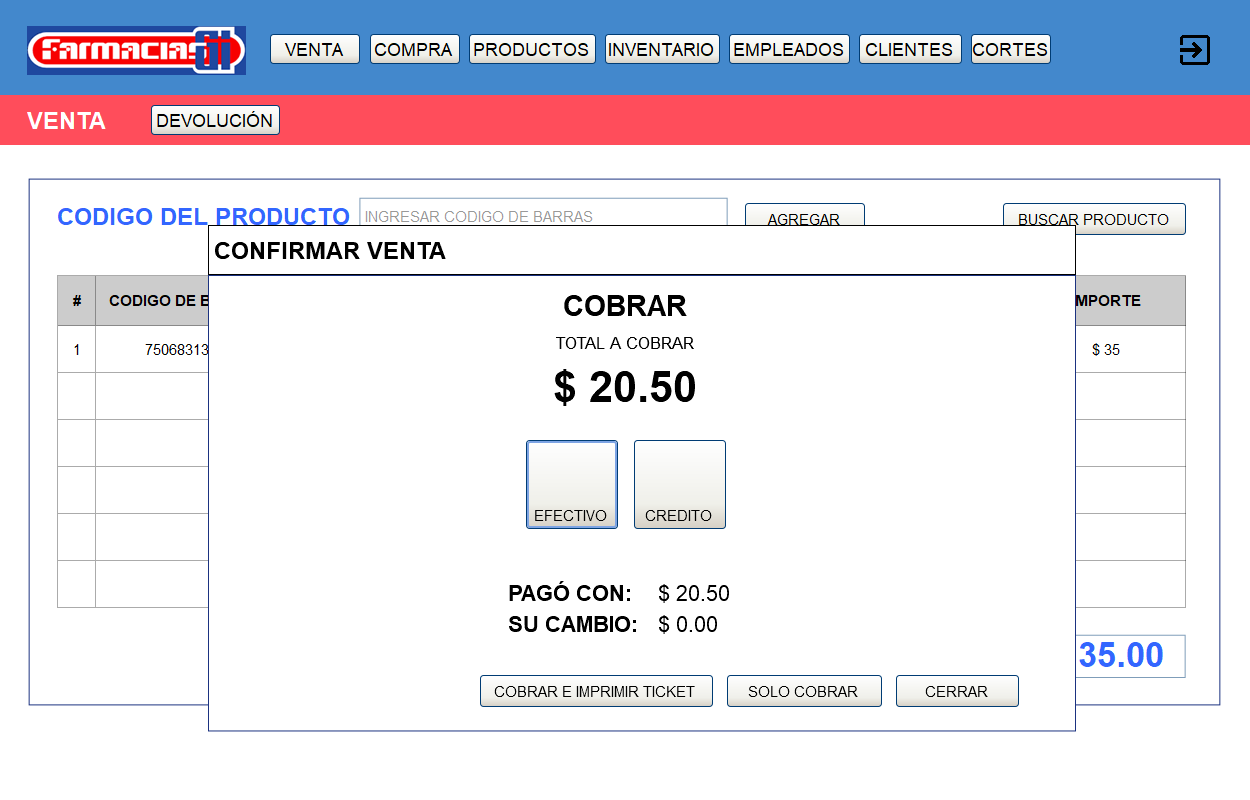 Farmacias SI
VENTA
COMPRA
PRODUCTOS
INVENTARIO
EMPLEADOS
CLIENTES
CORTES
VENTA
DEVOLUCIÓN
CODIGO DEL PRODUCTO
INGRESAR CODIGO DE BARRAS
AGREGAR
BUSCAR PRODUCTO
CONFIRMAR VENTA
# CODIGO DE E MPORTE
1 75068313 $ 35
COBRAR
TOTAL A COBRAR
$ 20.50
EFECTIVO
CREDITO
PAGÓ CON: $ 20.50
SU CAMBIO: $ 0.00
35.00
COBRAR E IMPRIMIR TICKET
SOLO COBRAR
CERRAR